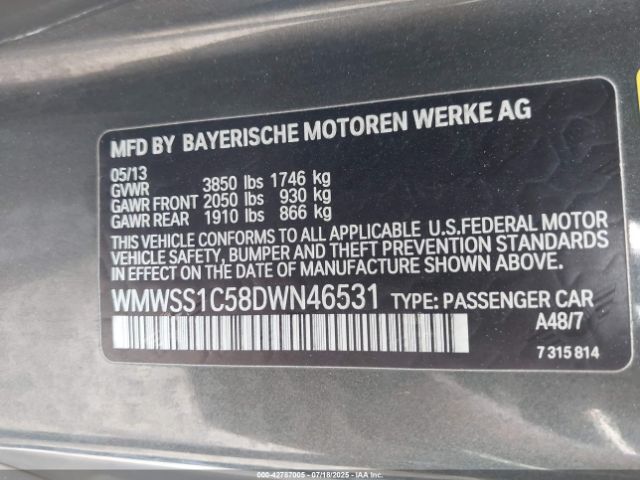 MFD BY BAYERISCHE MOTOREN WERKE AG
05/13
GVWR 3850 lbs 1746 kg
GAWR FRONT 2050 lbs 930 kg
GAWR REAR 1910 lbs 866 kg
THIS VEHICLE CONFORMS TO ALL APPLICABLE U.S.FEDERAL MOTOR
VEHICLE SAFETY, BUMPER AND THEFT PREVENTION STANDARDS
IN EFFECT ON THE DATE OF MANUFACTURE SHOWN ABOVE.
WMWSS1C58DWN46531 TYPE: PASSENGER CAR
A48/7
7 315 814
000-42787005 - 07/18/2025 - IAAI.COM